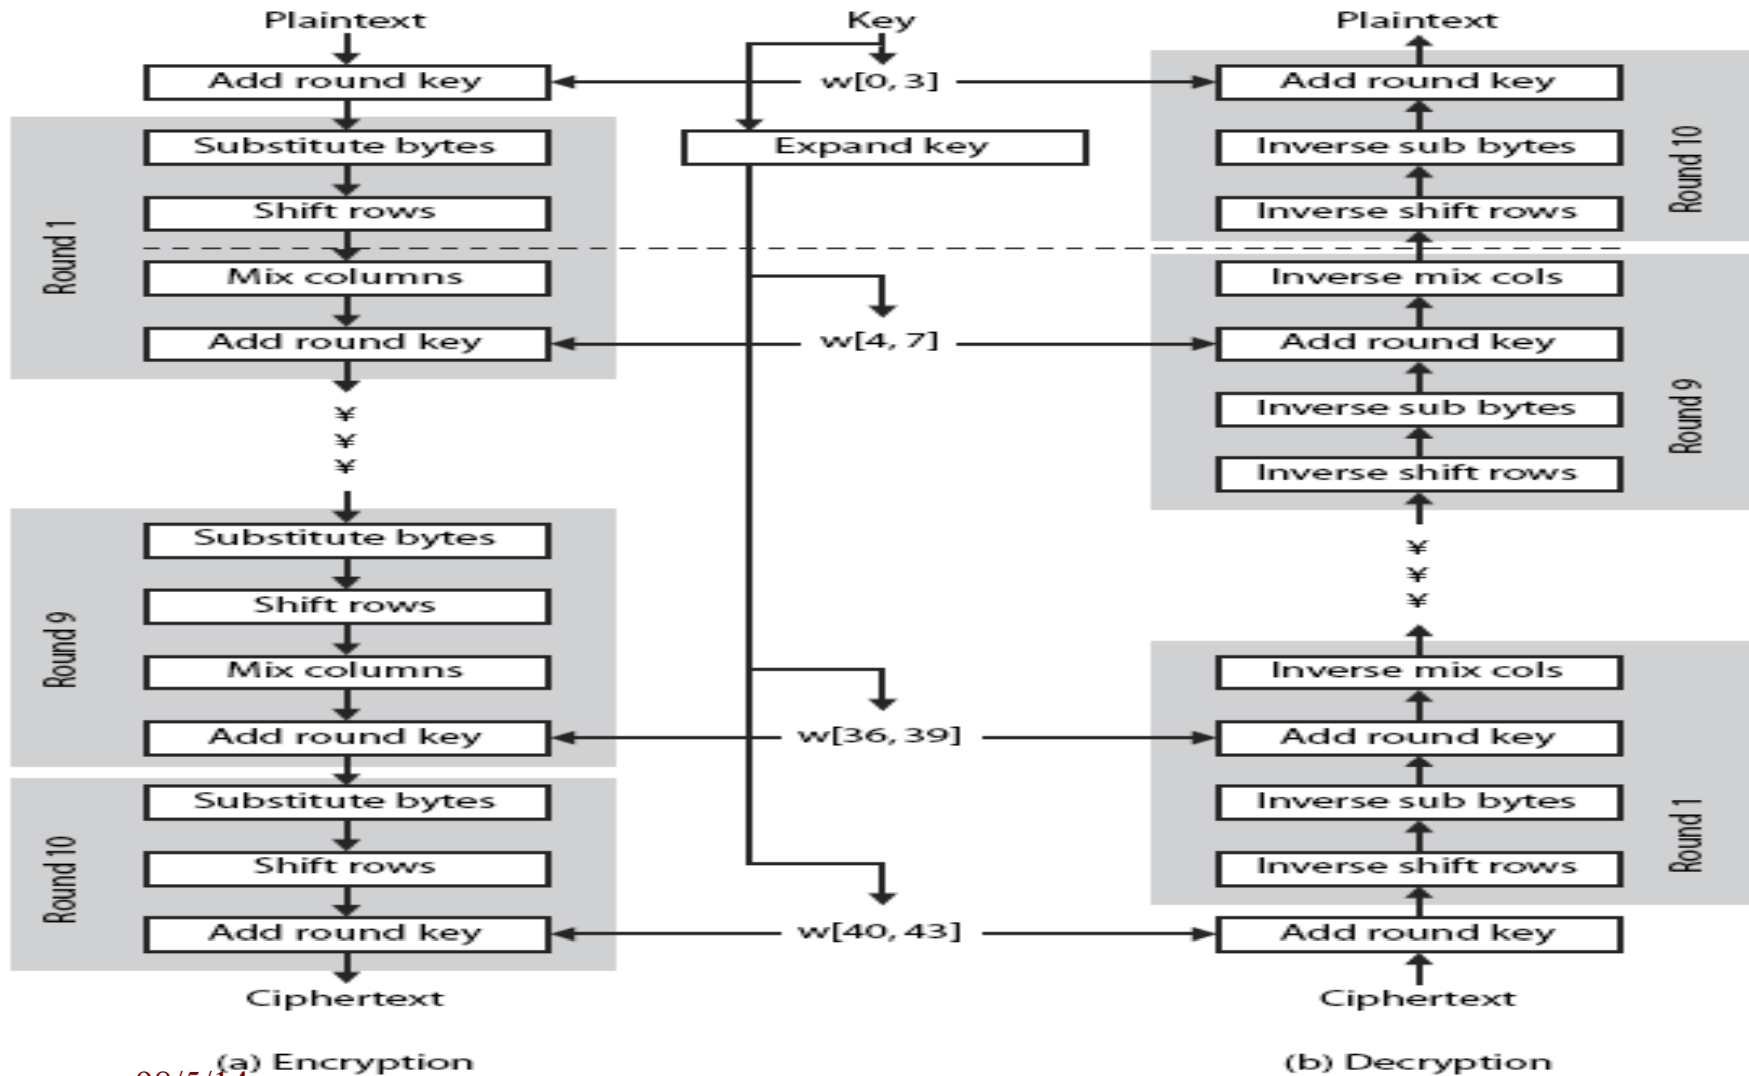 Plaintext
Add round key
Substitute bytes
Shift rows
Mix columns
Add round key
Round 1
¥
¥
¥
Substitute bytes
Shift rows
Mix columns
Add round key
Round 9
Substitute bytes
Shift rows
Add round key
Round 10
Ciphertext
(a) Encryption
Key
w[0, 3]
Expand key
w[4, 7]
w[36, 39]
w[40, 43]
Plaintext
Add round key
Inverse sub bytes
Inverse shift rows
Round 10
Inverse mix cols
Add round key
Inverse sub bytes
Inverse shift rows
Round 9
¥
¥
¥
Inverse mix cols
Add round key
Inverse sub bytes
Inverse shift rows
Round 1
Add round key
Ciphertext
(b) Decryption